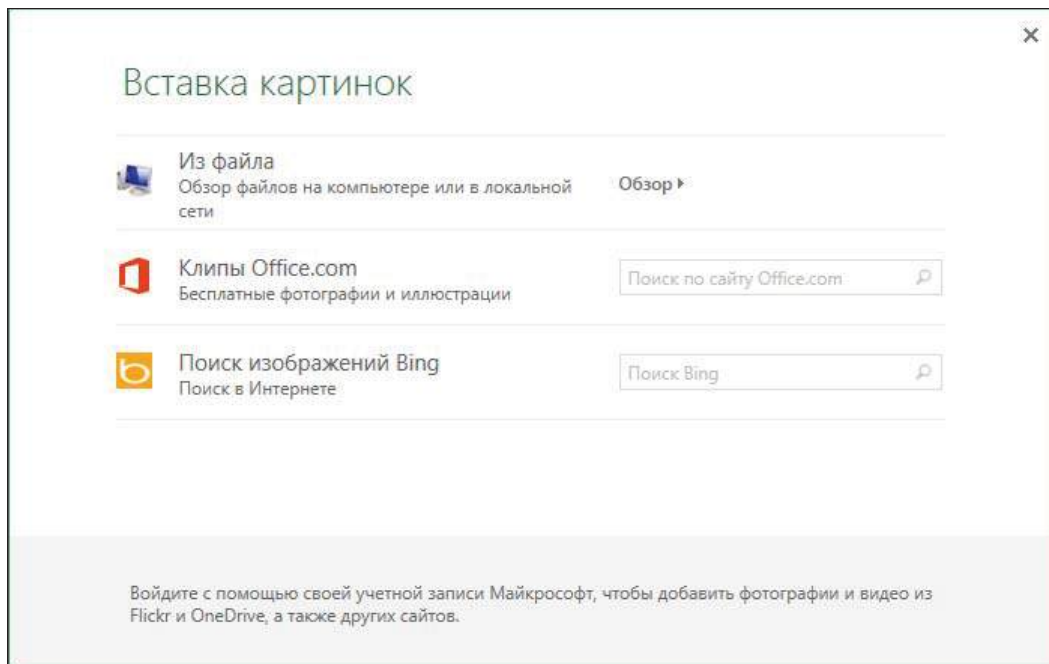 Вставка картинок
Из файла
Обзор файлов на компьютере или в локальной
сети
Обзор
Клипы Office.com
Бесплатные фотографии и иллюстрации
Поиск по сайту Office.com
Поиск изображений Bing
Поиск в Интернете
Поиск Bing
Войдите с помощью своей учетной записи Майкрософт, чтобы добавить фотографии и видео из
Flickr и OneDrive, а также других сайтов.